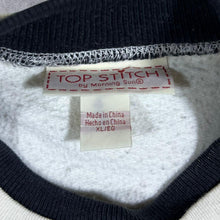 TOP STITCH
by Morning Sun®
Made in China
Hecho en China
XL/EG